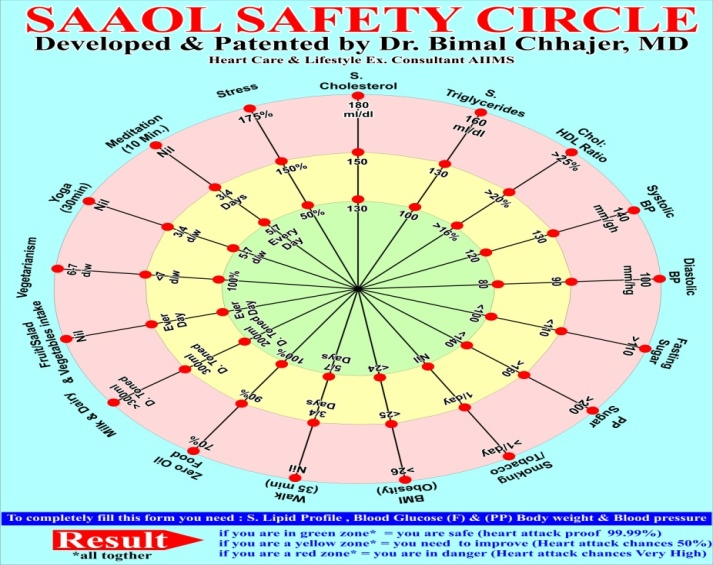 SAAOL SAFETY CIRCLE
Developed & Patented by Dr. Bimal Chhajer, MD
Heart Care & Lifestyle Ex. Consultant AIIMS
S.
Cholesterol
180
ml/dl
150
130
S.
Triglycerides
160
ml/dl
130
100
Chol:
HDL Ratio
>25%
>20%
>16%
Systolic
BP
140
mm/gh
130
120
Diastolic
BP
100
mm/hg
90
80
Fasting
Sugar
>110
<110
<100
PP
Sugar
>200
>160
<140
Smoking
/Tobacco
>1/day
1/day
Nil
BMI
(Obesity)
>26
<25
<24
Walk
(35 min)
Nil
3/4
Days
5/7
Days
Zero Oil
Food
70%
90%
100%
Milk & Dairy
>300ml
D. Toned
300ml
D. Toned
200ml
D. Toned
Fruit/Salad
& Vegetables intake
Nil
Ever
Day
Ever
Day
Vegetarianism
6-7
d/w
<7
d/w
100%
Yoga
(30min)
Nil
3/4
d/w
5-7
d/w
Meditation
(10 Min.)
Nil
3/4
Days
5/7
Every
Day
Stress
175%
150%
50%
To completely fill this form you need : S. Lipid Profile , Blood Glucose (F) & (PP) Body weight & Blood pressure
Result
*all togther
if you are in green zone* = you are safe (heart attack proof 99.99%)
if you are a yellow zone* = you need to improve (Heart attack chances 50%)
if you are a red zone* = you are in danger (Heart attack chances Very High)